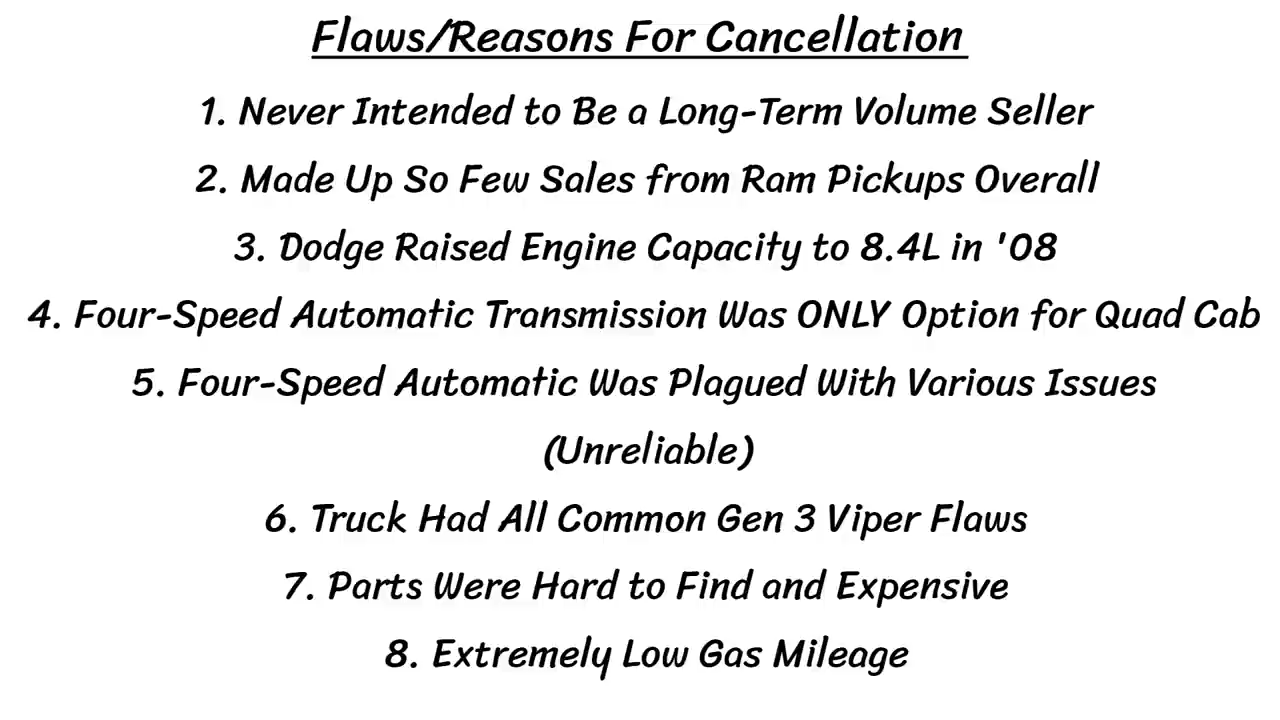 Flaws/Reasons For Cancellation
1. Never Intended to Be a Long-Term Volume Seller
2. Made Up So Few Sales from Ram Pickups Overall
3. Dodge Raised Engine Capacity to 8.4L in '08
4. Four-Speed Automatic Transmission Was ONLY Option for Quad Cab
5. Four-Speed Automatic Was Plagued With Various Issues
(Unreliable)
6. Truck Had All Common Gen 3 Viper Flaws
7. Parts Were Hard to Find and Expensive
8. Extremely Low Gas Mileage